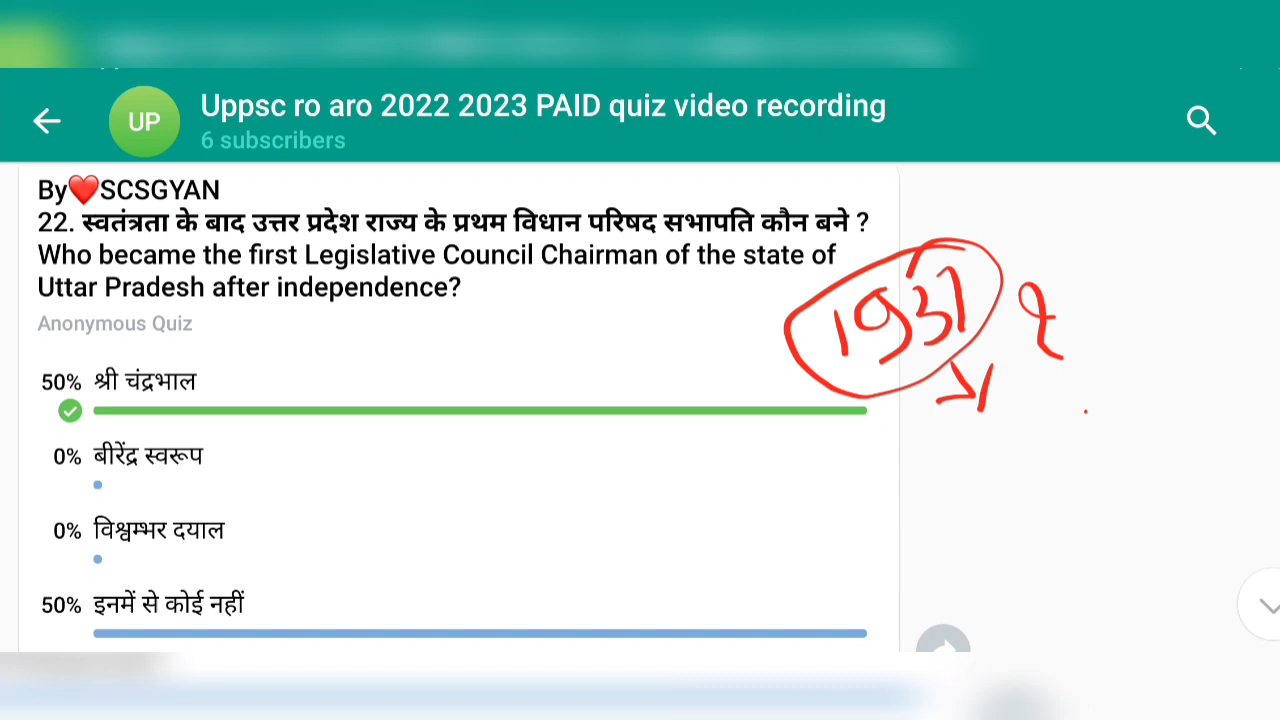 UP
Uppsc ro aro 2022 2023 PAID quiz video recording
6 subscribers
By❤️SCSGYAN
22. स्वतंत्रता के बाद उत्तर प्रदेश राज्य के प्रथम विधान परिषद सभापति कौन बने ?
Who became the first Legislative Council Chairman of the state of
Uttar Pradesh after independence?
Anonymous Quiz
1937
50% श्री चंद्रभाल
0% बीरेंद्र स्वरूप
0% विश्वम्भर दयाल
50% इनमें से कोई नहीं